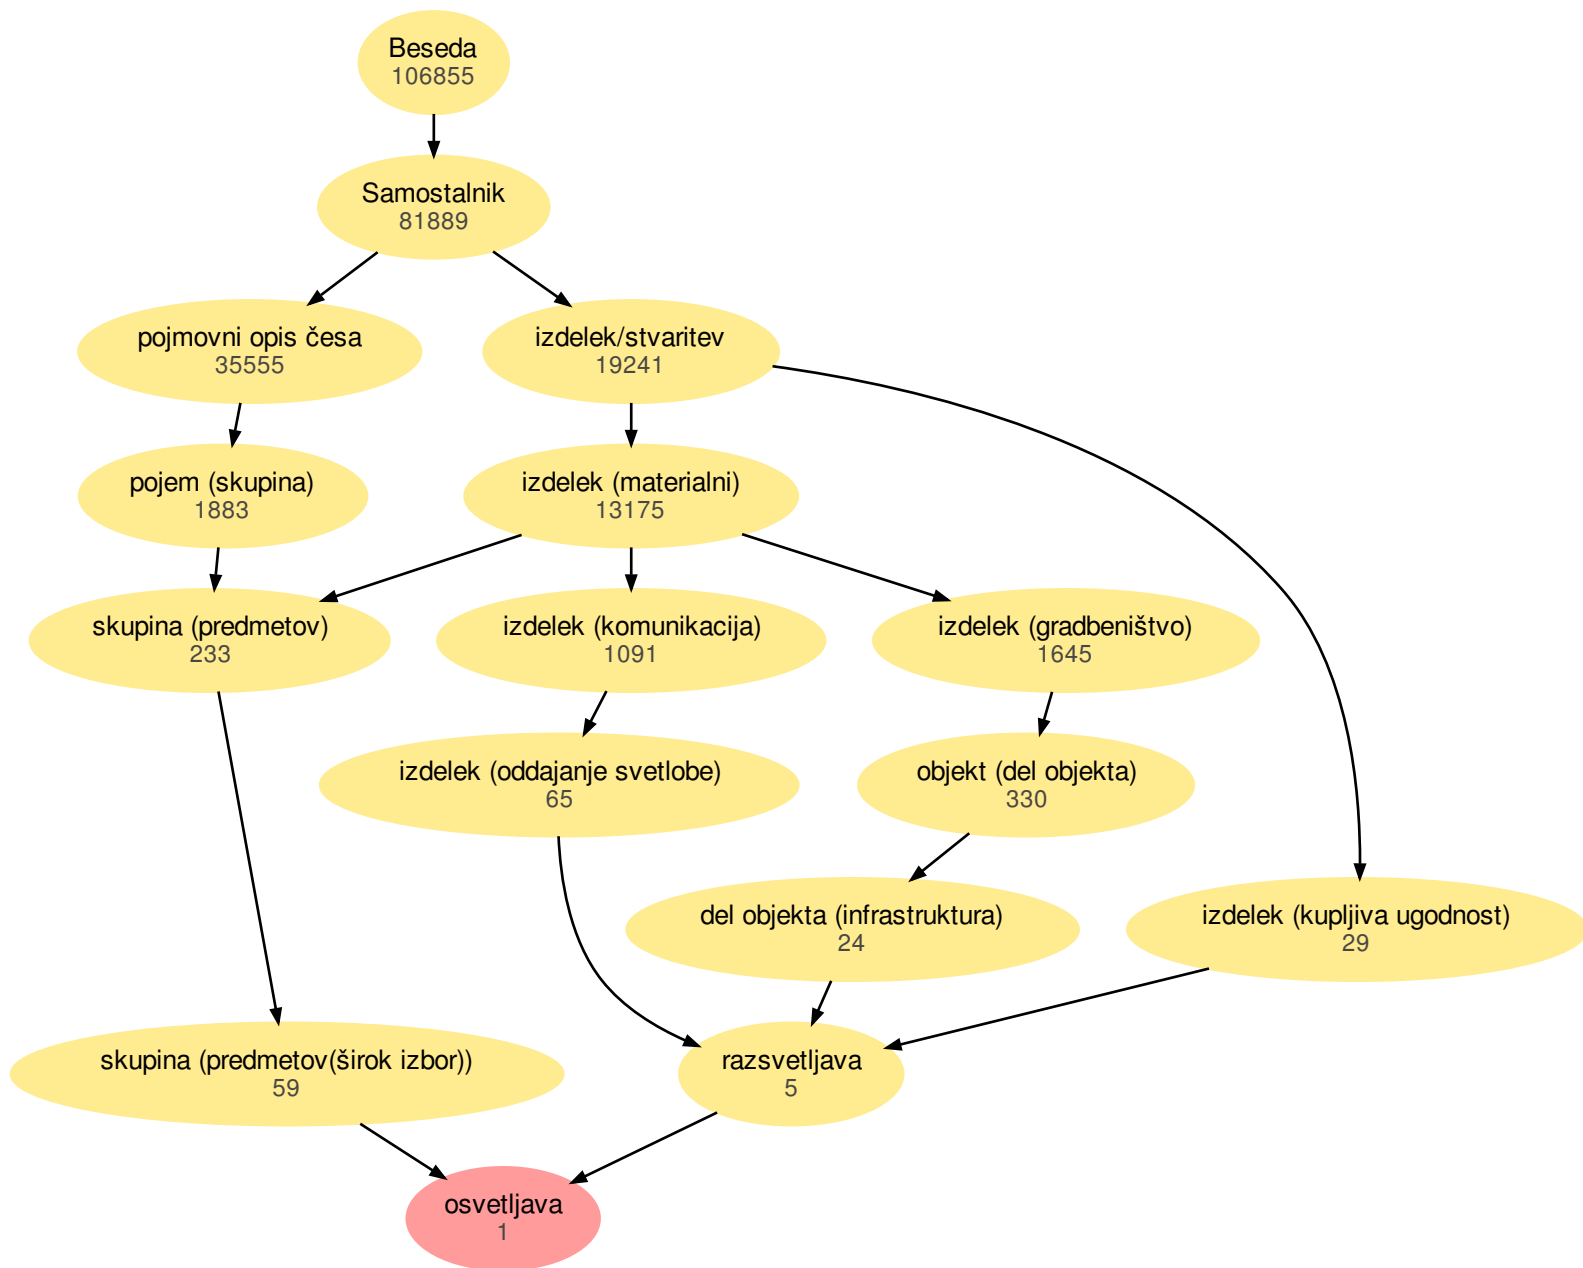 Beseda
106855
Samostalnik
81889
pojmovni opis česa
35555
izdelek/stvaritev
19241
pojem (skupina)
1883
izdelek (materialni)
13175
skupina (predmetov)
233
izdelek (komunikacija)
1091
izdelek (gradbeništvo)
1645
izdelek (oddajanje svetlobe)
65
objekt (del objekta)
330
del objekta (infrastruktura)
24
izdelek (kupljiva ugodnost)
29
skupina (predmetov(širok izbor))
59
razsvetljava
5
osvetljava
1